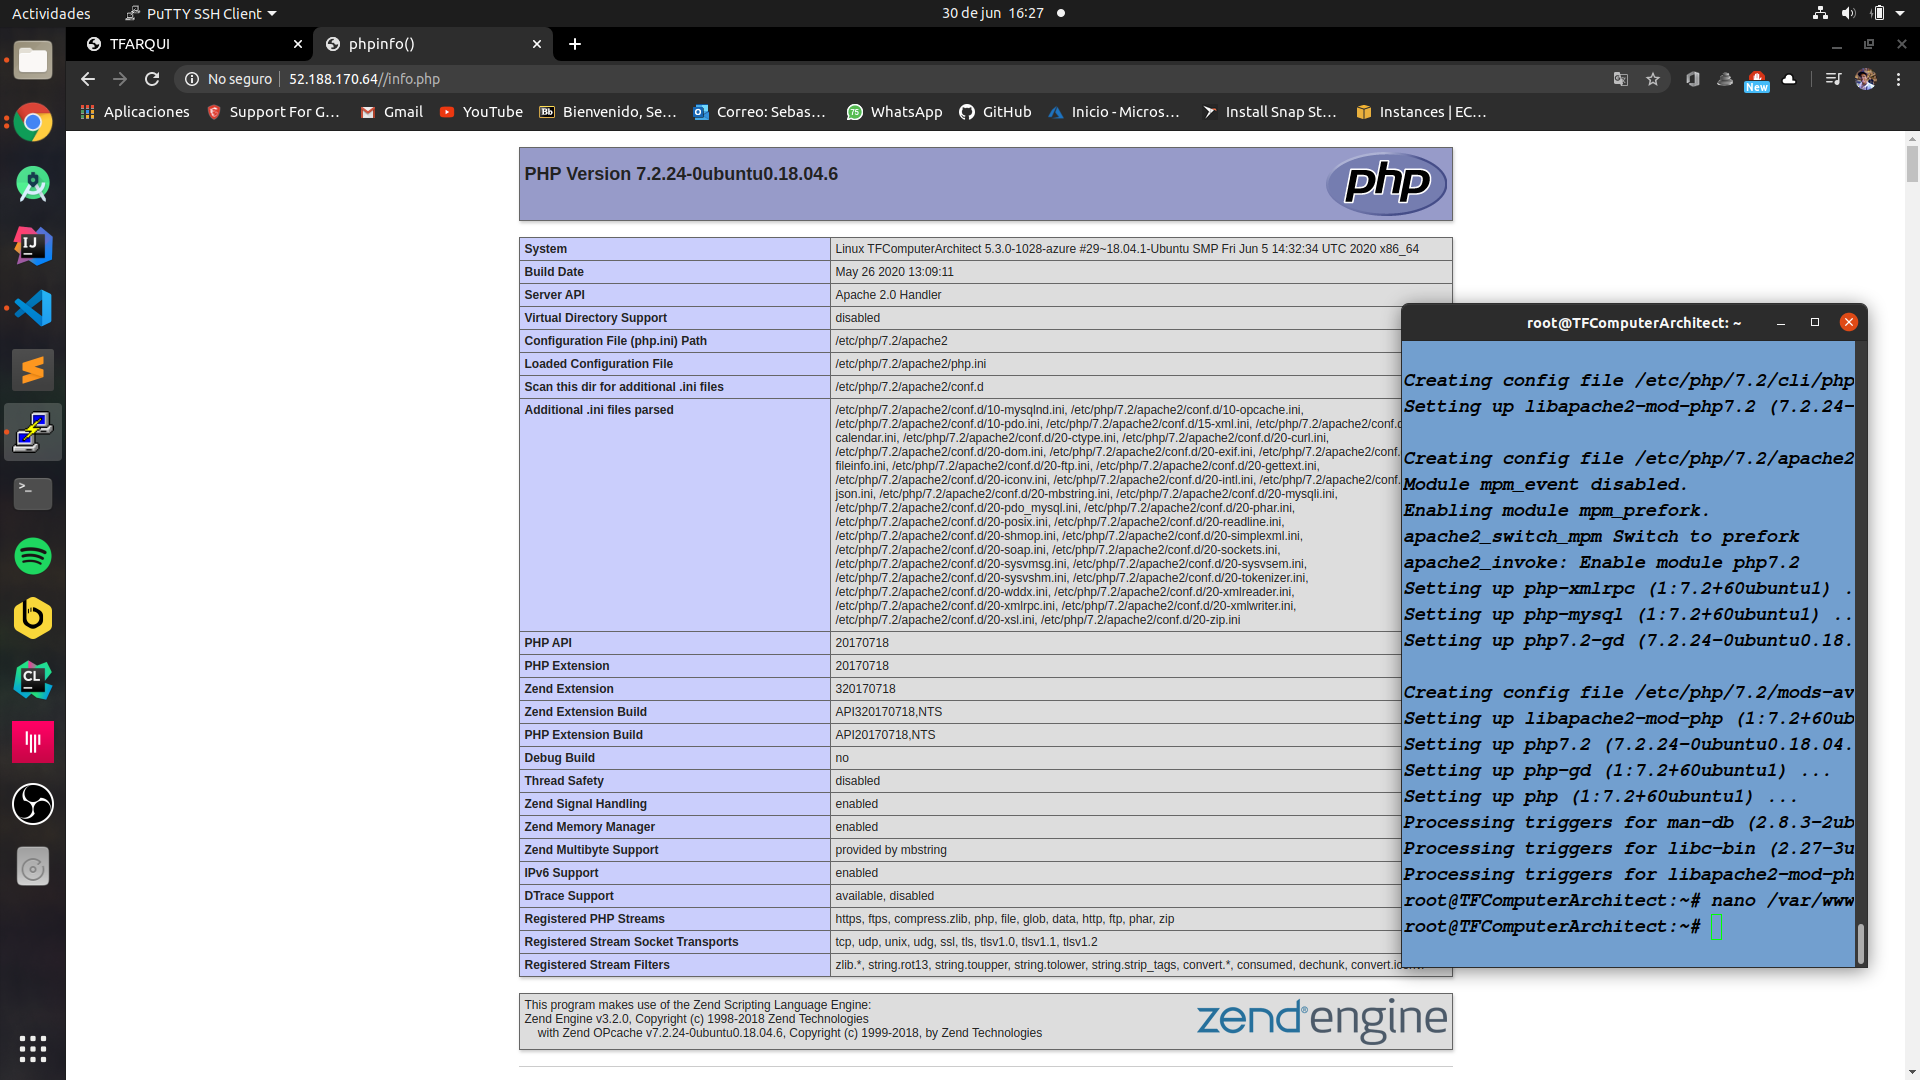 Actividades
PuTTY SSH Client
30 de jun 16:27
TFARQUI
phpinfo()
No seguro
52.188.170.64//info.php
New
Aplicaciones
Support For G...
Gmail
YouTube
Bb
Bienvenido, Se...
Correo: Sebas...
WhatsApp
GitHub
Inicio - Micros...
Install Snap St...
Instances | EC...
PHP Version 7.2.24-0ubuntu0.18.04.6
php
System Linux TFComputerArchitect 5.3.0-1028-azure #29~18.04.1-Ubuntu SMP Fri Jun 5 14:32:34 UTC 2020 x86_64
Build Date May 26 2020 13:09:11
Server API Apache 2.0 Handler
Virtual Directory Support disabled
Configuration File (php.ini) Path /etc/php/7.2/apache2
Loaded Configuration File /etc/php/7.2/apache2/php.ini
Scan this dir for additional .ini files /etc/php/7.2/apache2/conf.d
Additional .ini files parsed /etc/php/7.2/apache2/conf.d/10-mysqlnd.ini, /etc/php/7.2/apache2/conf.d/10-opcache.ini,
/etc/php/7.2/apache2/conf.d/10-pdo.ini, /etc/php/7.2/apache2/conf.d/15-xml.ini, /etc/php/7.2/apache2/conf.d
calendar.ini, /etc/php/7.2/apache2/conf.d/20-ctype.ini, /etc/php/7.2/apache2/conf.d/20-curl.ini,
/etc/php/7.2/apache2/conf.d/20-dom.ini, /etc/php/7.2/apache2/conf.d/20-exif.ini, /etc/php/7.2/apache2/conf.
fileinfo.ini, /etc/php/7.2/apache2/conf.d/20-ftp.ini, /etc/php/7.2/apache2/conf.d/20-gettext.ini,
/etc/php/7.2/apache2/conf.d/20-iconv.ini, /etc/php/7.2/apache2/conf.d/20-intl.ini, /etc/php/7.2/apache2/conf.
json.ini, /etc/php/7.2/apache2/conf.d/20-mbstring.ini, /etc/php/7.2/apache2/conf.d/20-mysqli.ini,
/etc/php/7.2/apache2/conf.d/20-pdo_mysql.ini, /etc/php/7.2/apache2/conf.d/20-phar.ini,
/etc/php/7.2/apache2/conf.d/20-posix.ini, /etc/php/7.2/apache2/conf.d/20-readline.ini,
/etc/php/7.2/apache2/conf.d/20-shmop.ini, /etc/php/7.2/apache2/conf.d/20-simplexml.ini,
/etc/php/7.2/apache2/conf.d/20-soap.ini, /etc/php/7.2/apache2/conf.d/20-sockets.ini,
/etc/php/7.2/apache2/conf.d/20-sysvmsg.ini, /etc/php/7.2/apache2/conf.d/20-sysvsem.ini,
/etc/php/7.2/apache2/conf.d/20-sysvshm.ini, /etc/php/7.2/apache2/conf.d/20-tokenizer.ini,
/etc/php/7.2/apache2/conf.d/20-wddx.ini, /etc/php/7.2/apache2/conf.d/20-xmlreader.ini,
/etc/php/7.2/apache2/conf.d/20-xmlrpc.ini, /etc/php/7.2/apache2/conf.d/20-xmlwriter.ini,
/etc/php/7.2/apache2/conf.d/20-xsl.ini, /etc/php/7.2/apache2/conf.d/20-zip.ini
PHP API 20170718
PHP Extension 20170718
Zend Extension 320170718
Zend Extension Build API320170718,NTS
PHP Extension Build API20170718,NTS
Debug Build no
Thread Safety disabled
Zend Signal Handling enabled
Zend Memory Manager enabled
Zend Multibyte Support provided by mbstring
IPv6 Support enabled
DTrace Support available, disabled
Registered PHP Streams https, ftps, compress.zlib, php, file, glob, data, http, ftp, phar, zip
Registered Stream Socket Transports tcp, udp, unix, udg, ssl, tls, tlsv1.0, tlsv1.1, tlsv1.2
Registered Stream Filters zlib.*, string.rot13, string.toupper, string.tolower, string.strip_tags, convert.*, consumed, dechunk,
This program makes use of the Zend Scripting Language Engine:
Zend Engine v3.2.0, Copyright (c) 1998-2018 Zend Technologies
with Zend OPcache v7.2.24-0ubuntu0.18.04.6, Copyright (c) 1999-2018, by Zend Technologies
zend® engine
root@TFComputerArchitect: ~
Creating config file /etc/php/7.2/cli/php
Setting up libapache2-mod-php7.2 (7.2.24-
Creating config file /etc/php/7.2/apache2
Module mpm_event disabled.
Enabling module mpm_prefork.
apache2_switch_mpm Switch to prefork
apache2_invoke: Enable module php7.2
Setting up php-xmlrpc (1:7.2+60ubuntu1) .
Setting up php-mysql (1:7.2+60ubuntu1) ..
Setting up php7.2-gd (7.2.24-0ubuntu0.18.
Creating config file /etc/php/7.2/mods-av
Setting up libapache2-mod-php (1:7.2+60ub
Setting up php7.2 (7.2.24-0ubuntu0.18.04.
Setting up php-gd (1:7.2+60ubuntu1) ...
Setting up php (1:7.2+60ubuntu1) ...
Processing triggers for man-db (2.8.3-2ub
Processing triggers for libc-bin (2.27-3u
Processing triggers for libapache2-mod-ph
root@TFComputerArchitect:~# nano /var/www
root@TFComputerArchitect:~#
IJ
>_
CL